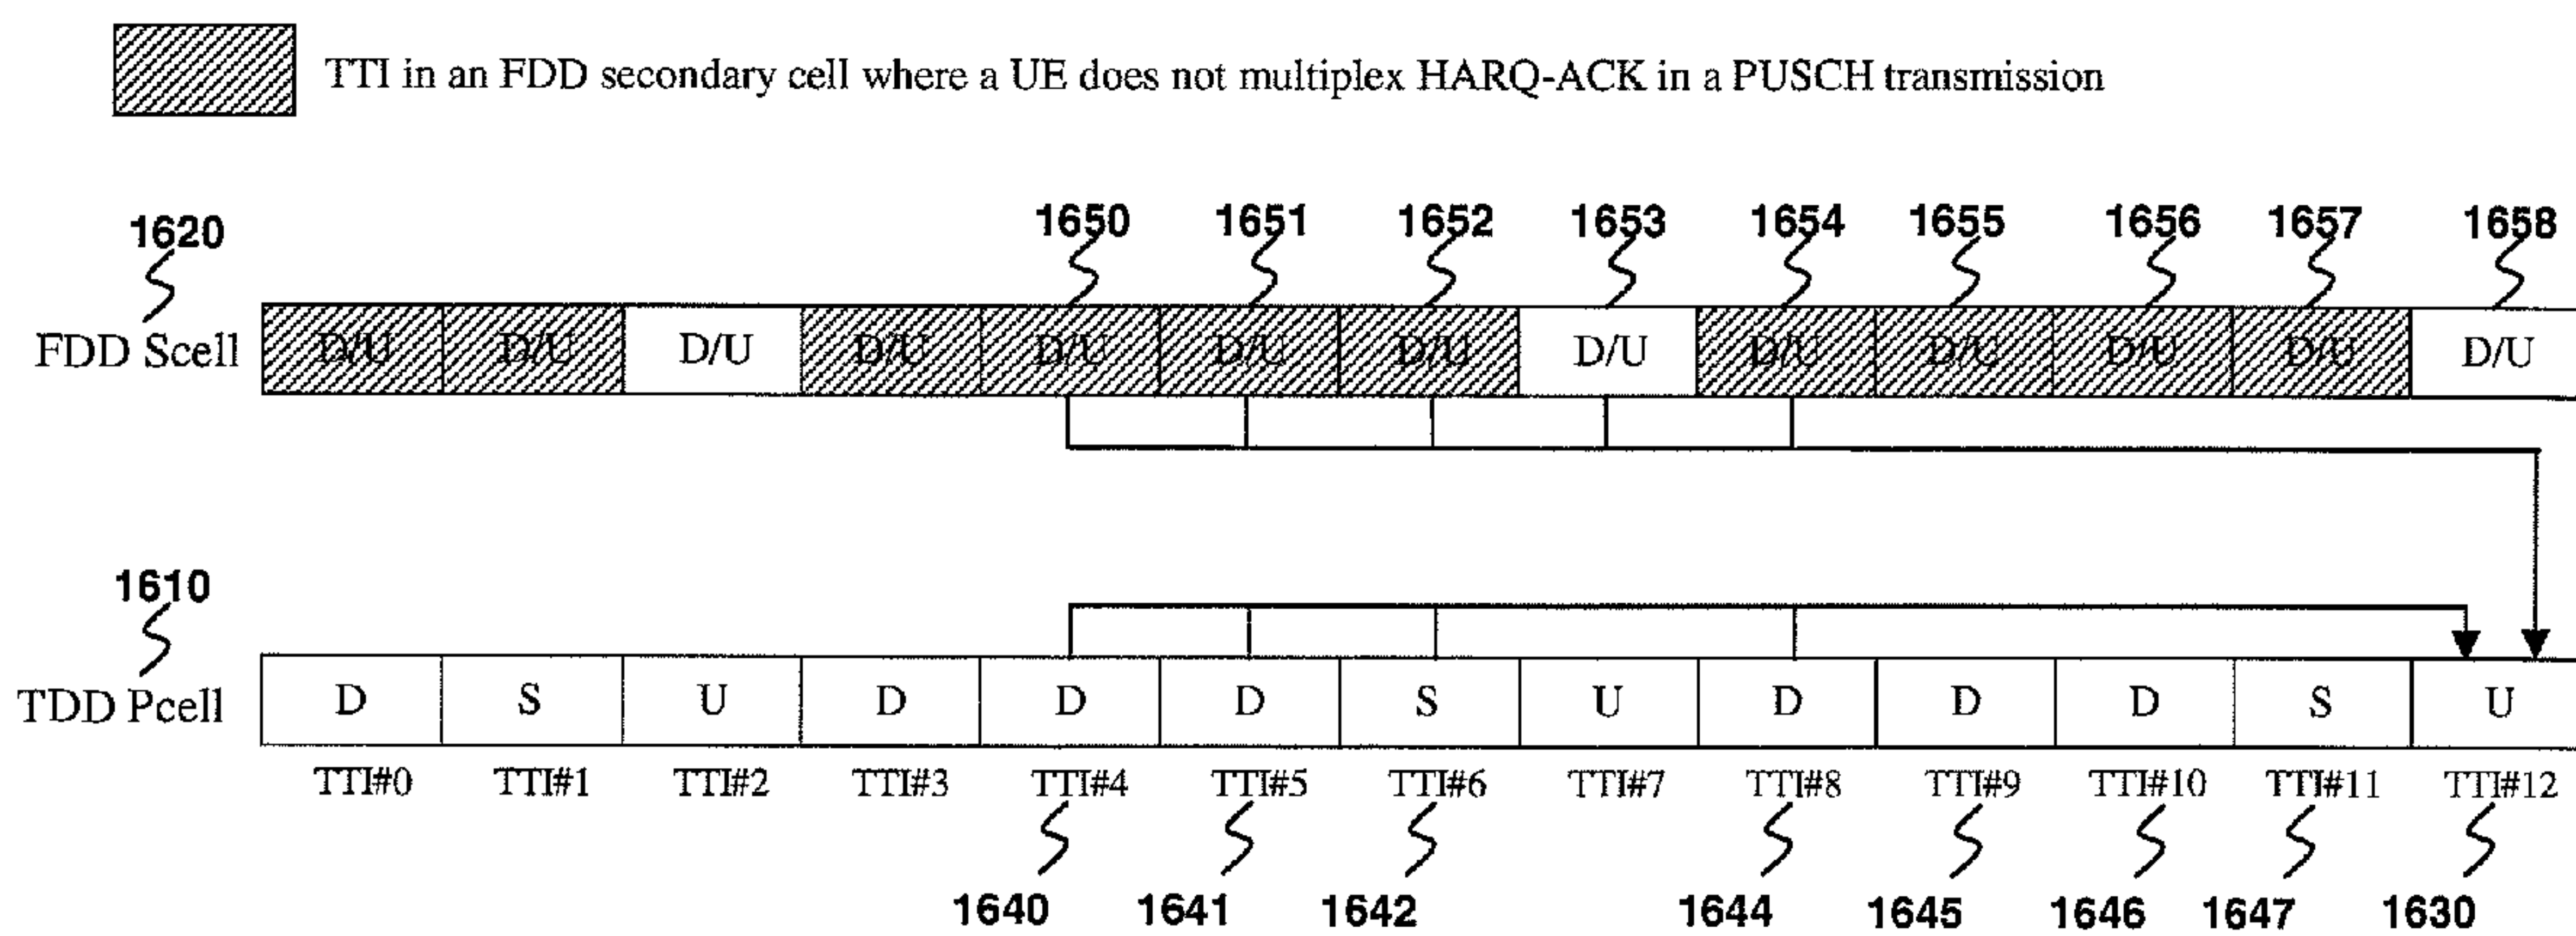 TTI in an FDD secondary cell where a UE does not multiplex HARQ-ACK in a PUSCH transmission
1620 1650 1651 1652 1653 1654 1655 1656 1657 1658
FDD Scell D/U D/U D/U D/U D/U D/U D/U D/U D/U D/U D/U D/U D/U
1610
TDD Pcell D S U D D D S U D D D S U
TTI#0 TTI#1 TTI#2 TTI#3 TTI#4 TTI#5 TTI#6 TTI#7 TTI#8 TTI#9 TTI#10 TTI#11 TTI#12
1640 1641 1642 1644 1645 1646 1647 1630